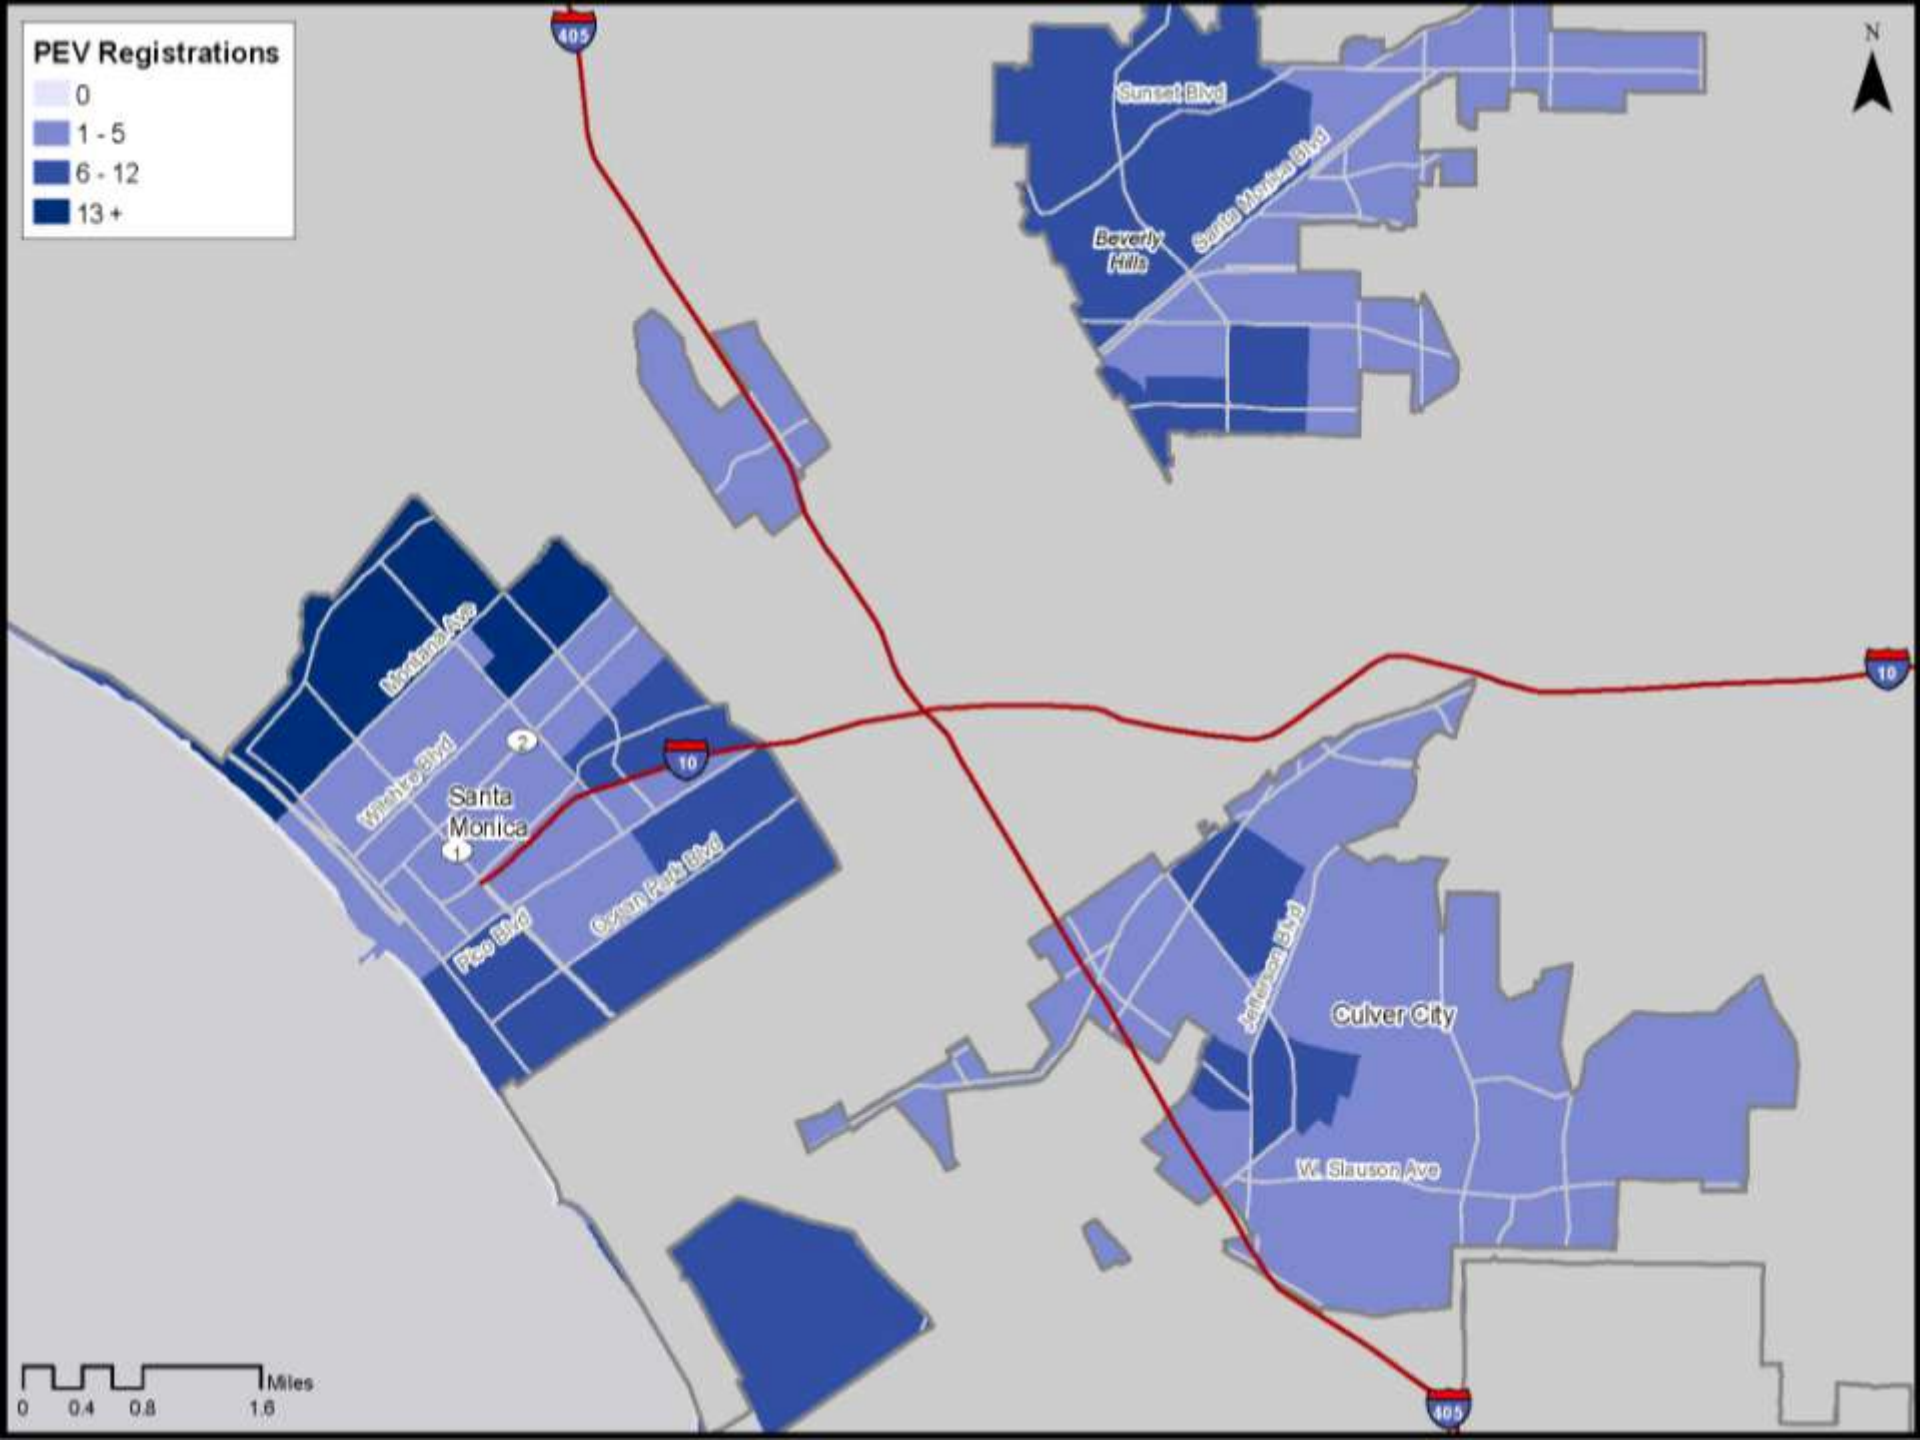 PEV Registrations
0
1 - 5
6 - 12
13 +
405
N
Sunset Blvd
Santa Monica Blvd
Beverly
Hills
Montana Ave
10
2
Wilshire Blvd
10
Santa
Monica
1
Ocean Park Blvd
Pico Blvd
Jefferson Blvd
Culver City
W. Slauson Ave
Miles
0 0.4 0.8 1.6
405